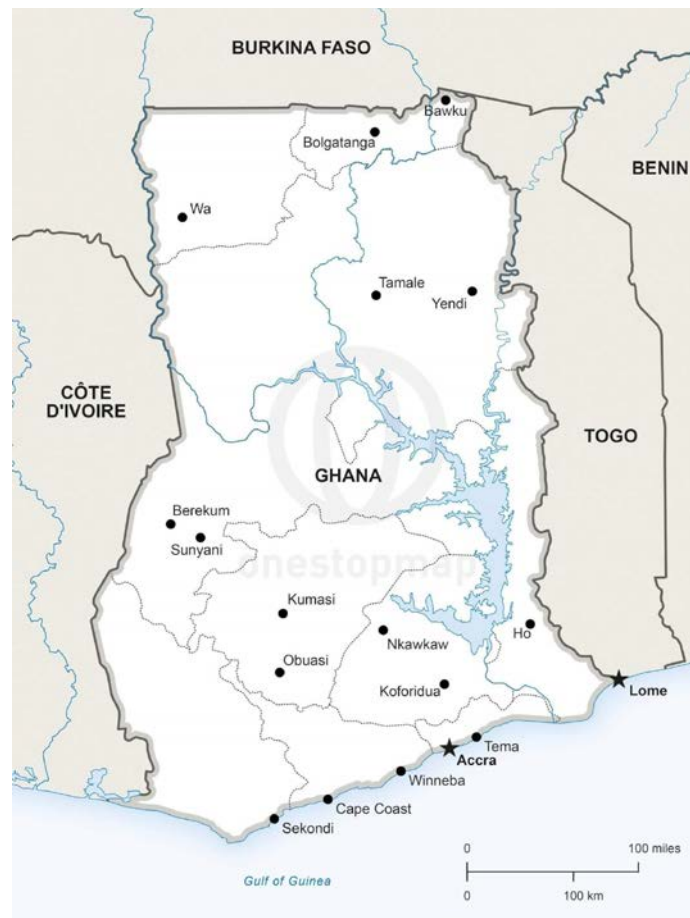 BURKINA FASO
Bawku
Bolgatanga
BENIN
Wa
Tamale
Yendi
CÔTE
D'IVOIRE
TOGO
GHANA
Berekum
Sunyani
onestopmap
Kumasi
Ho
Nkawkaw
Obuasi
Koforidua
Lome
Tema
Accra
Winneba
Cape Coast
Sekondi
0 100 miles
0 100 km
Gulf of Guinea